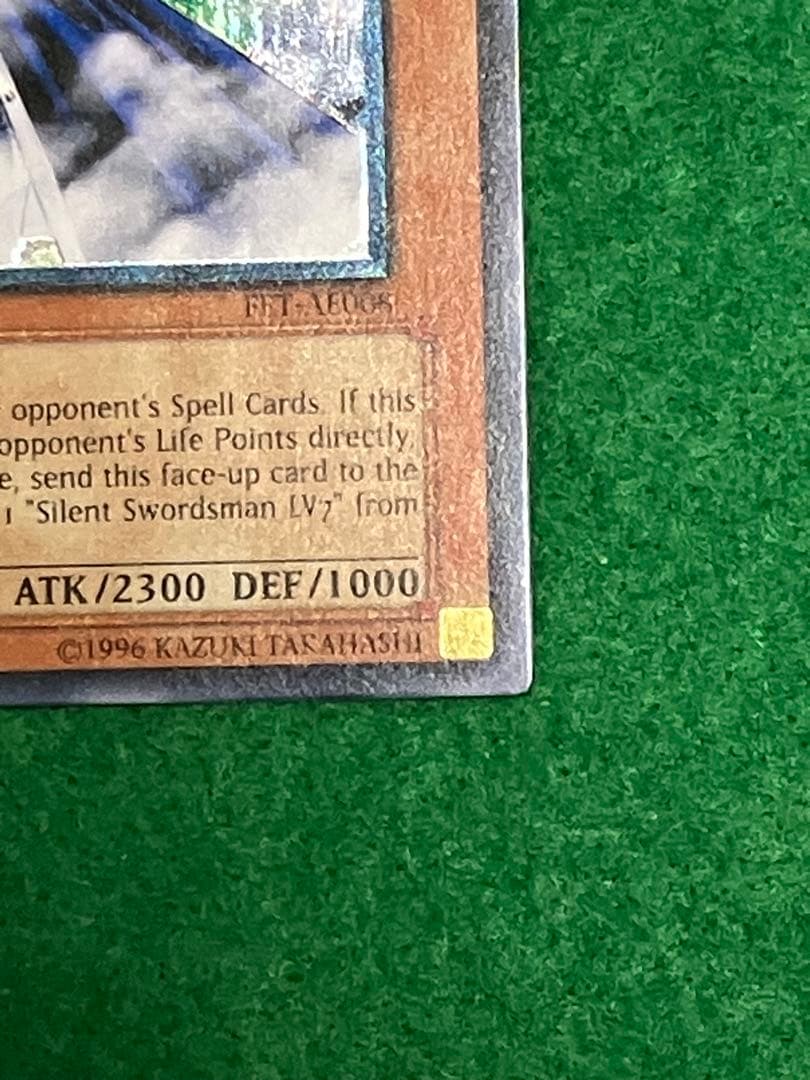 FET-AE008
opponent's Spell Cards. If this
opponent's Life Points directly,
e, send this face-up card to the
1 "Silent Swordsman LV7" from
ATK/2300 DEF/1000
©1996 KAZUKI TAKAHASHI